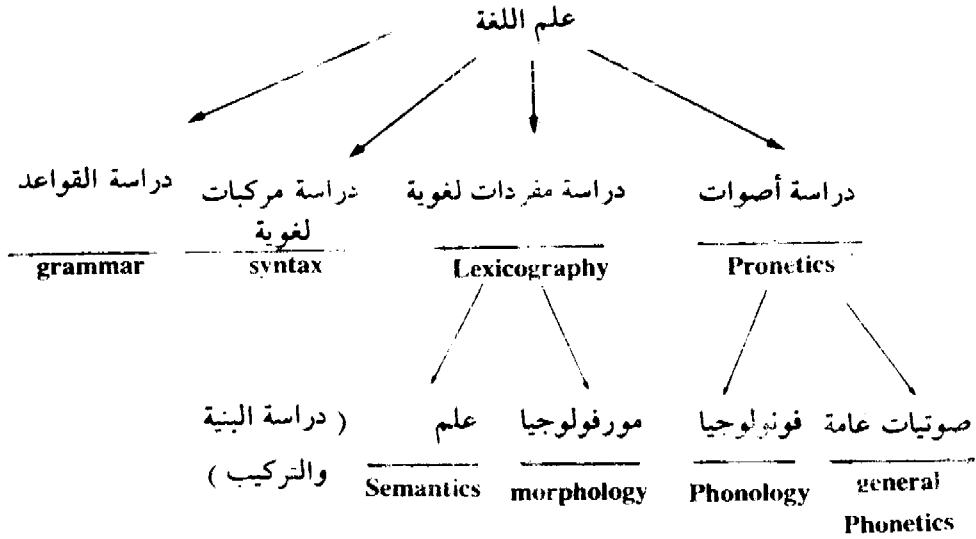 علم اللغة
دراسة أصوات دراسة مفردات لغوية دراسة مركبات دراسة القواعد
لغوية
Pronetics Lexicography syntax grammar
صوتيات عامة فونولوجيا مورفولوجيا علم ( دراسة البنية
والتركيب )
general Phonology morphology Semantics
Phonetics